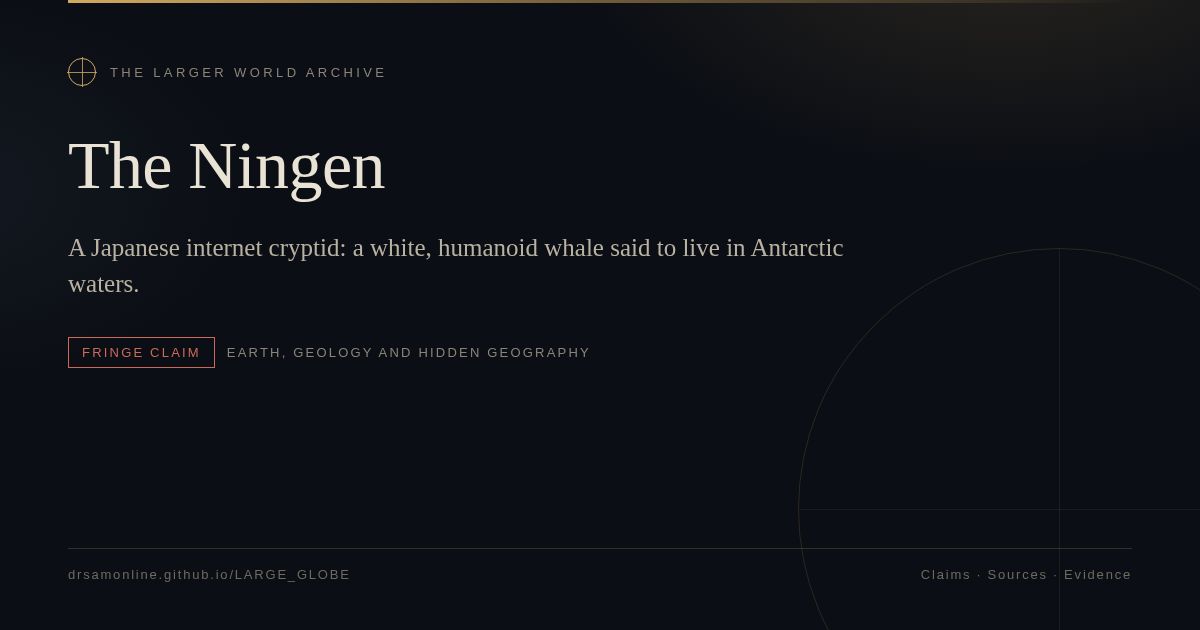 THE LARGER WORLD ARCHIVE
The Ningen
A Japanese internet cryptid: a white, humanoid whale said to live in Antarctic
waters.
FRINGE CLAIM EARTH, GEOLOGY AND HIDDEN GEOGRAPHY
drsamonline.github.io/LARGE_GLOBE Claims · Sources · Evidence